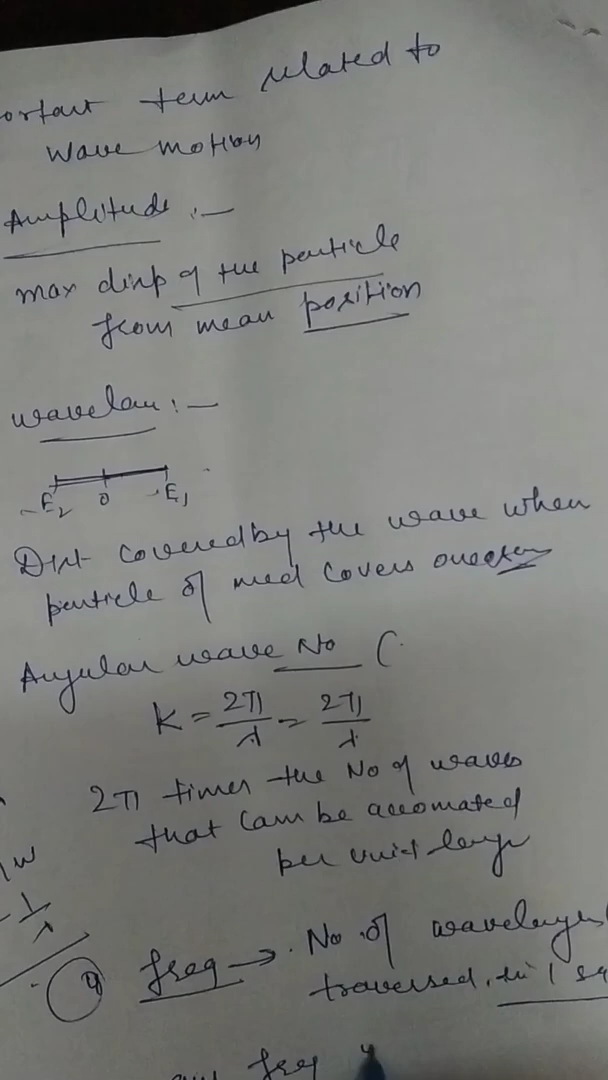 ortant term related to
wave motion
Amplitude :-
max disp of the particle
from mean position
wavelen :-
-E₂ 0 -E₁
Dist covered by the wave when
particle of med covers one
Angular wave No (
K = 2π/λ = 2π/λ
2π times the No of waves
that can be accomated
per unit
4) freq → No of
traversed in 1
freq